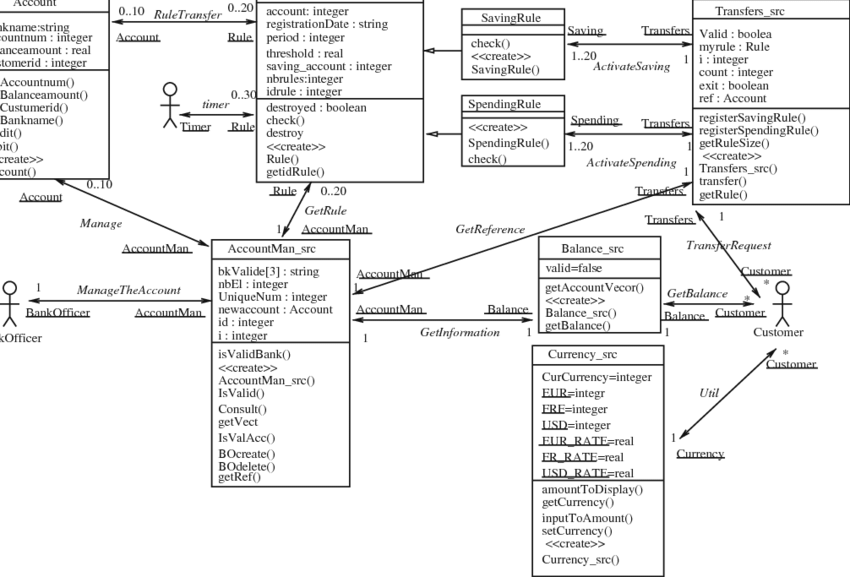 Account
nkname:string
countnum : integer
anceamount : real
stomerid : integer
Accountnum()
Balanceamount()
Custumerid()
Bankname()
dit()
bit()
create>>
count()
0..10
RuleTransfer
0..20
Account
Rule
account: integer
registrationDate : string
period : integer
threshold : real
saving_account : integer
nbrules:integer
idrule : integer
destroyed : boolean
check()
destroy
<<create>>
Rule()
getidRule()
timer
0..30
Timer
Rule
SavingRule
check()
<<create>>
SavingRule()
SpendingRule
<<create>>
SpendingRule()
check()
Saving
Transfers
1..20
1
ActivateSaving
Spending
Transfers
1..20
1
ActivateSpending
Transfers_src
Valid : boolea
myrule : Rule
i : integer
count : integer
exit : boolean
ref : Account
registerSavingRule()
registerSpendingRule()
getRuleSize()
<<create>>
Transfers_src()
transfer()
getRule()
0..10
Account
Manage
AccountMan
Rule
0..20
GetRule
1
AccountMan
1
Transfers
GetReference
AccountMan
1
Transfers
1
TransferRequest
Customer
*
AccountMan_src
bkValide[3] : string
nbEl : integer
UniqueNum : integer
newaccount : Account
id : integer
i : integer
isValidBank()
<<create>>
AccountMan_src()
IsValid()
Consult()
getVect
IsValAcc()
BOcreate()
BOdelete()
getRef()
1
ManageTheAccount
BankOfficer
AccountMan
kOfficer
AccountMan
Balance
1
GetInformation
1
Balance_src
valid=false
getAccountVecor()
<<create>>
Balance_src()
getBalance()
GetBalance
*
Balance
Customer
1
Customer
*
Customer
Util
1
Currency
Currency_src
CurCurrency=integer
EUR=integr
FRF=integer
USD=integer
EUR_RATE=real
FR_RATE=real
USD_RATE=real
amountToDisplay()
getCurrency()
inputToAmount()
setCurrency()
<<create>>
Currency_src()